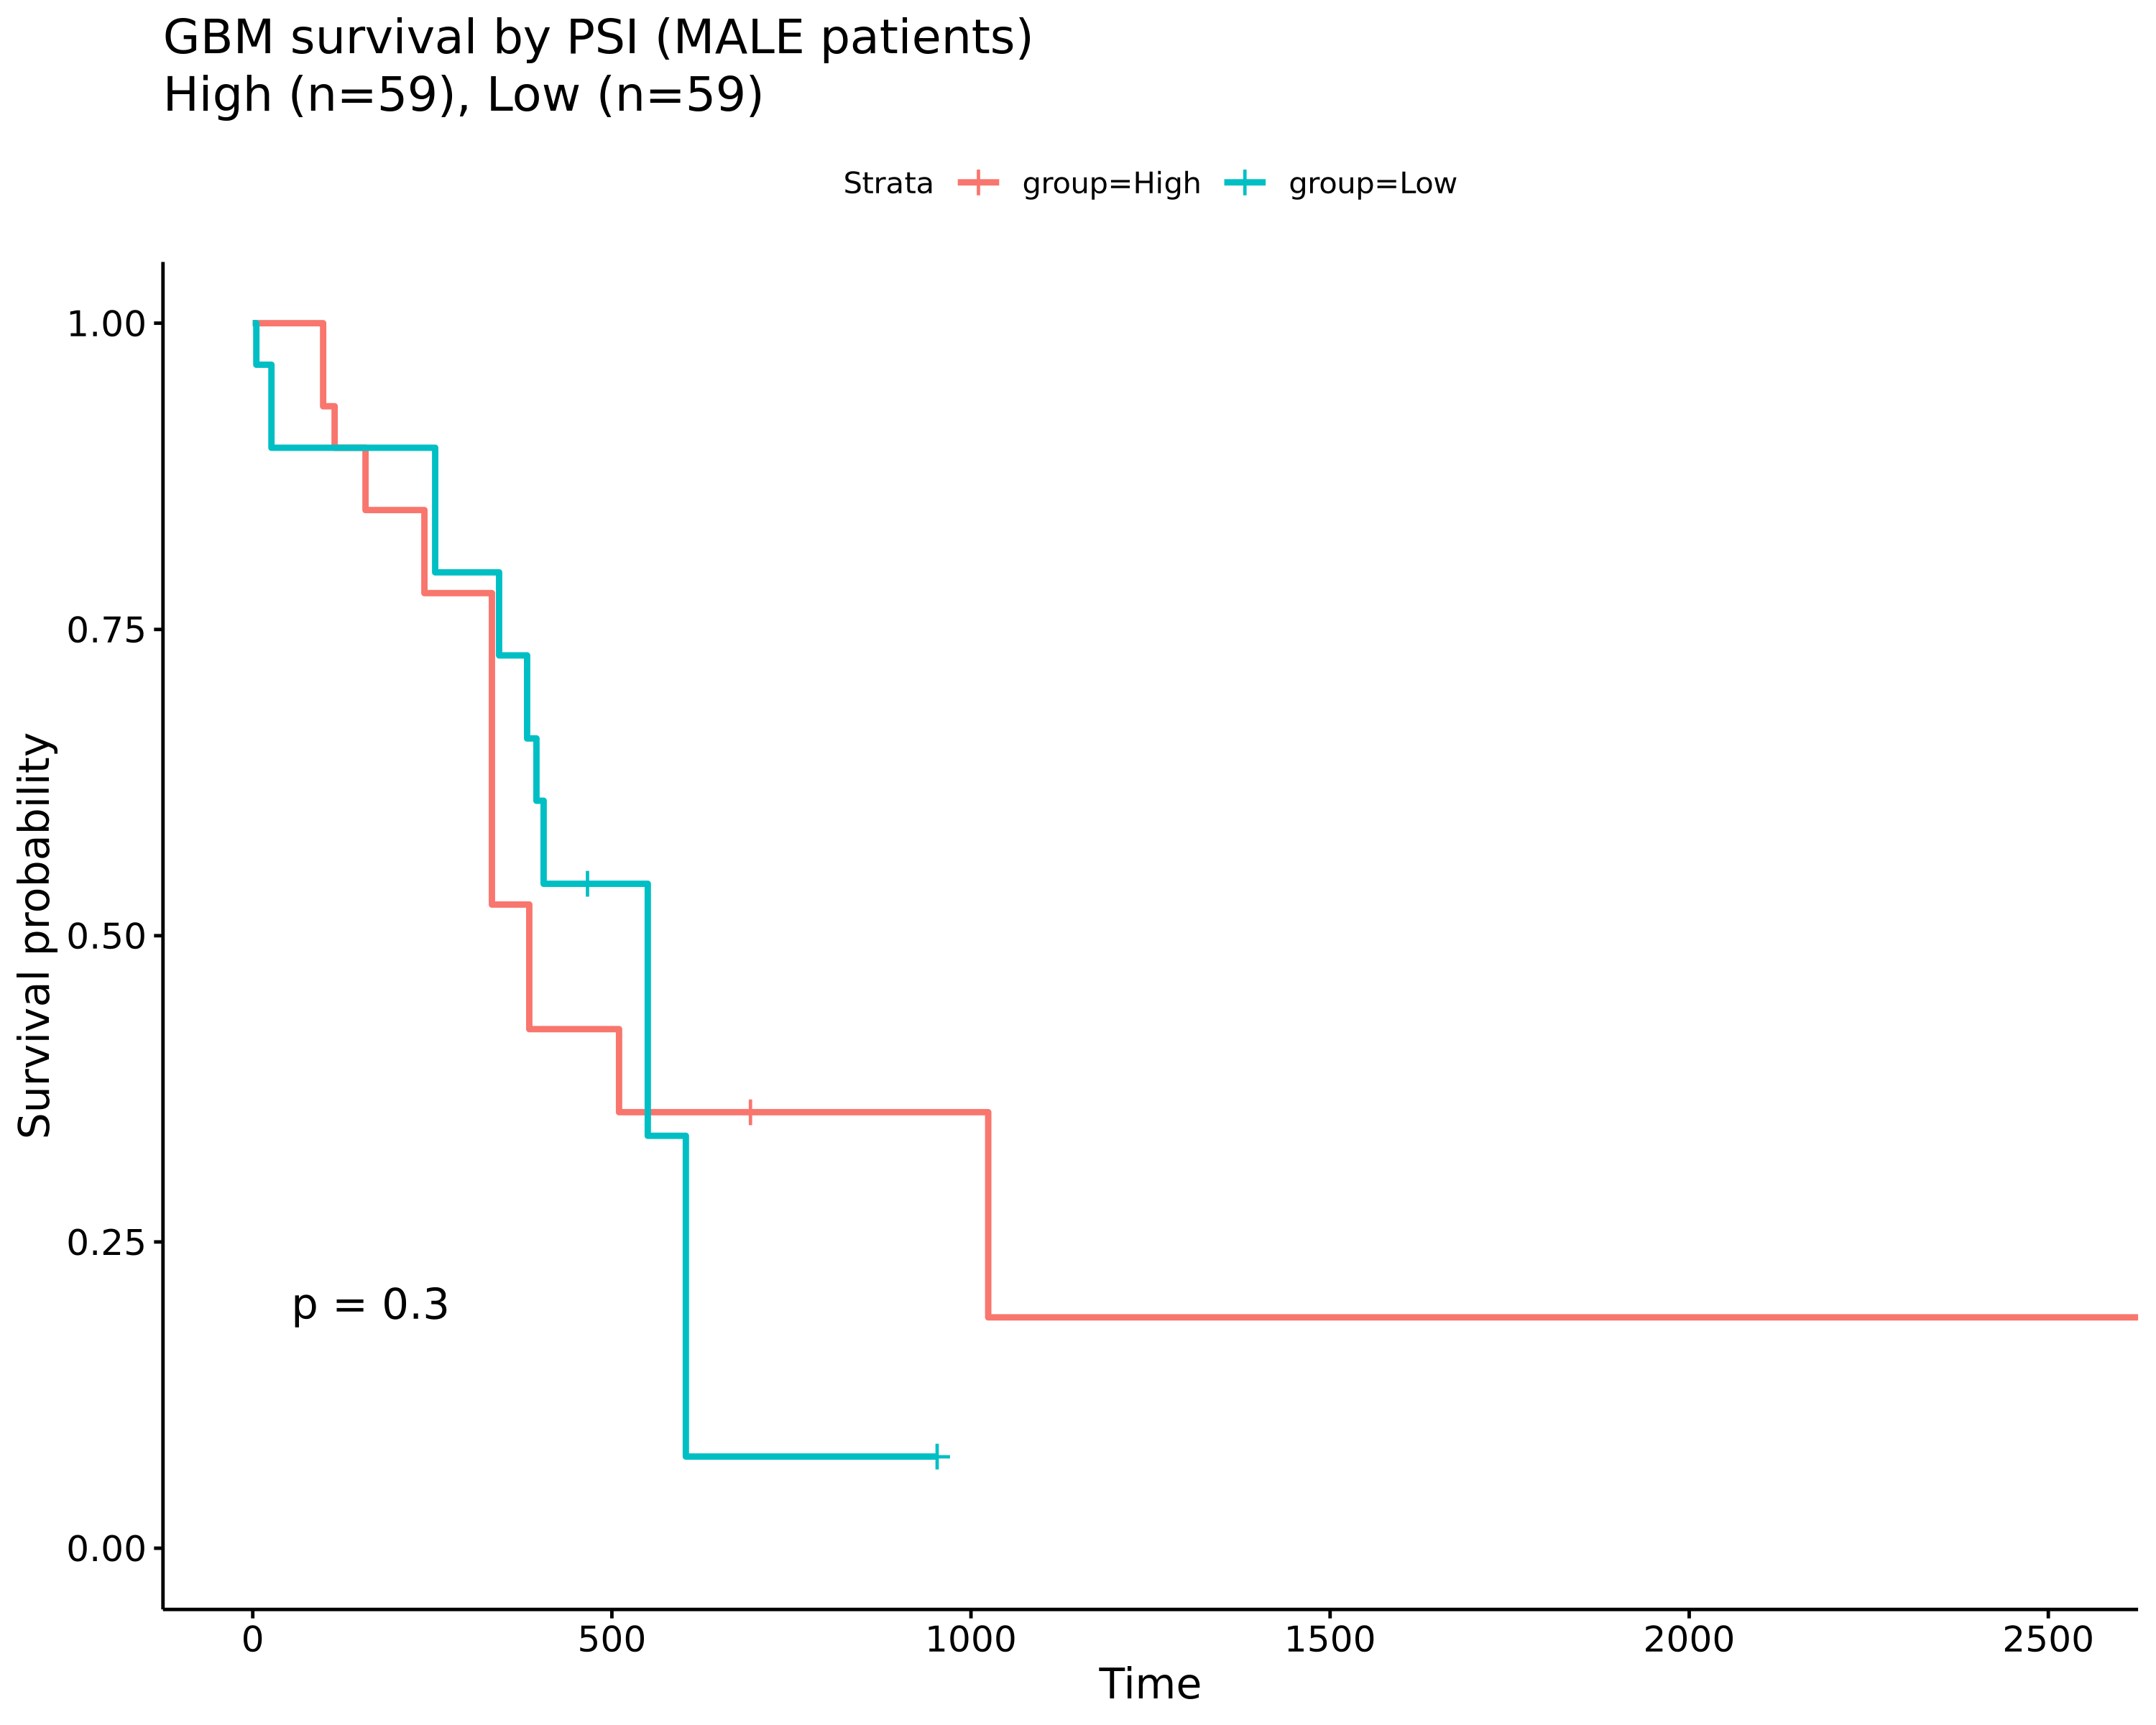 GBM survival by PSI (MALE patients)
High (n=59), Low (n=59)
Strata group=High group=Low
1.00
0.75
0.50
0.25
0.00
Survival probability
p = 0.3
0 500 1000 1500 2000 2500
Time